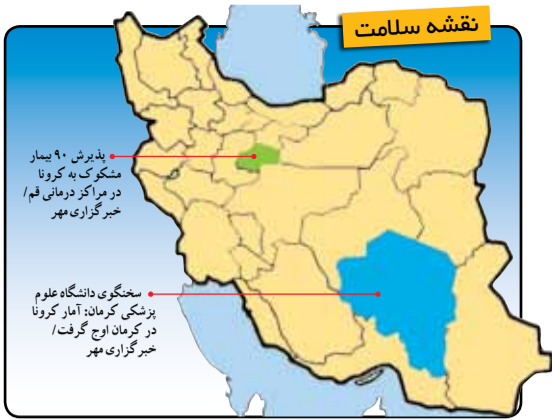 نقشه سلامت
پذیرش ۹۰ بیمار
مشکوک به کرونا
در مراکز درمانی قم/
خبرگزاری مهر
سخنگوی دانشگاه علوم
پزشکی کرمان: آمار کرونا
در کرمان اوج گرفت/
خبرگزاری مهر